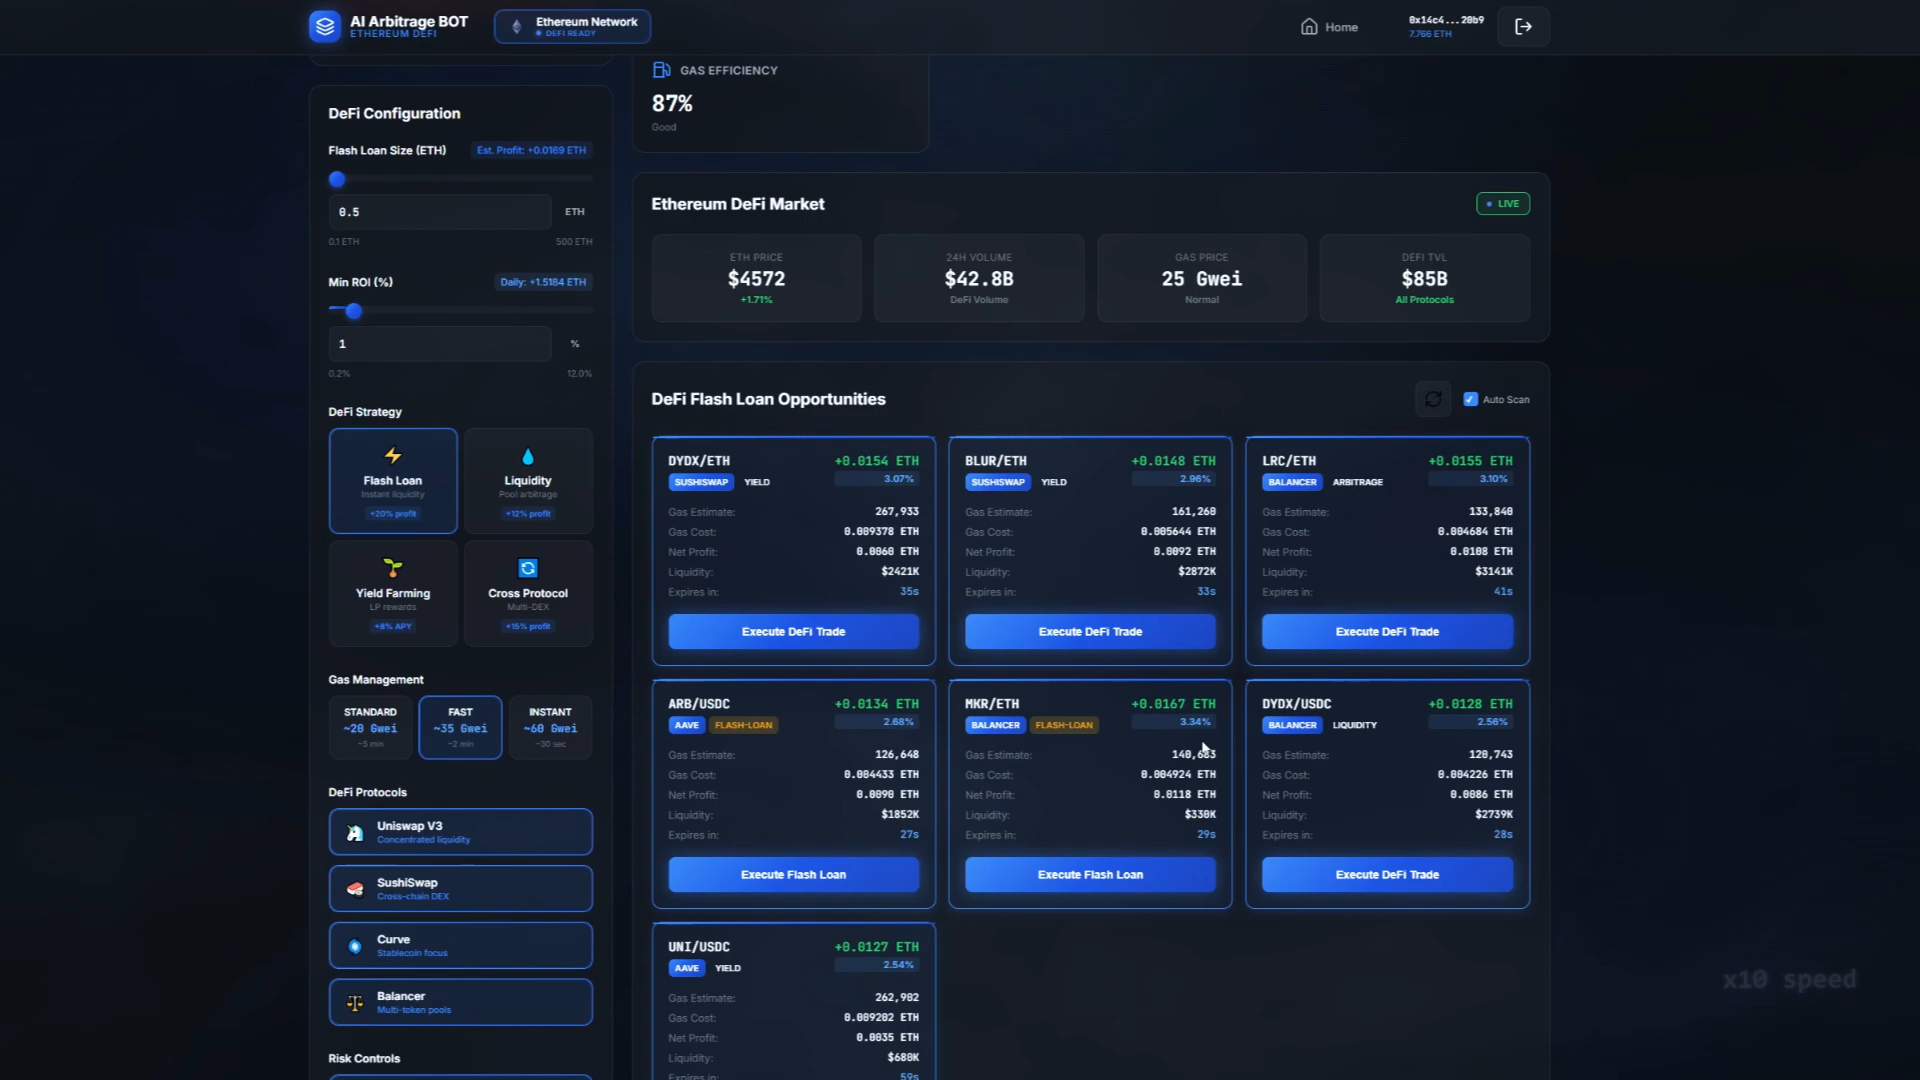 AI Arbitrage BOT
ETHEREUM DEFI
Ethereum Network
DEFI READY
Home
0x14c4...20b9
7.766 ETH
DeFi Configuration
Flash Loan Size (ETH)
Est. Profit: +0.0169 ETH
0.5
ETH
0.1 ETH
500 ETH
Min ROI (%)
Daily: +1.5184 ETH
1
%
0.2%
12.0%
DeFi Strategy
Flash Loan
Instant liquidity
+20% profit
Liquidity
Pool arbitrage
+12% profit
Yield Farming
LP rewards
+8% APY
Cross Protocol
Multi-DEX
+15% profit
Gas Management
STANDARD
~20 Gwei
~5 min
FAST
~35 Gwei
~2 min
INSTANT
~60 Gwei
~30 sec
DeFi Protocols
Uniswap V3
Concentrated liquidity
SushiSwap
Cross-chain DEX
Curve
Stablecoin focus
Balancer
Multi-token pools
Risk Controls
GAS EFFICIENCY
87%
Good
Ethereum DeFi Market
LIVE
ETH PRICE
$4572
+1.71%
24H VOLUME
$42.8B
DeFi Volume
GAS PRICE
25 Gwei
Normal
DEFI TVL
$85B
All Protocols
DeFi Flash Loan Opportunities
Auto Scan
DYDX/ETH
+0.0154 ETH
SUSHISWAP YIELD
3.07%
Gas Estimate: 267,933
Gas Cost: 0.009378 ETH
Net Profit: 0.0060 ETH
Liquidity: $2421K
Expires in: 35s
Execute DeFi Trade
BLUR/ETH
+0.0148 ETH
SUSHISWAP YIELD
2.96%
Gas Estimate: 161,260
Gas Cost: 0.005644 ETH
Net Profit: 0.0092 ETH
Liquidity: $2872K
Expires in: 33s
Execute DeFi Trade
LRC/ETH
+0.0155 ETH
BALANCER ARBITRAGE
3.10%
Gas Estimate: 133,840
Gas Cost: 0.004684 ETH
Net Profit: 0.0108 ETH
Liquidity: $3141K
Expires in: 41s
Execute DeFi Trade
ARB/USDC
+0.0134 ETH
AAVE FLASH-LOAN
2.68%
Gas Estimate: 126,648
Gas Cost: 0.004433 ETH
Net Profit: 0.0090 ETH
Liquidity: $1852K
Expires in: 27s
Execute Flash Loan
MKR/ETH
+0.0167 ETH
BALANCER FLASH-LOAN
3.34%
Gas Estimate: 140,683
Gas Cost: 0.004924 ETH
Net Profit: 0.0118 ETH
Liquidity: $330K
Expires in: 29s
Execute Flash Loan
DYDX/USDC
+0.0128 ETH
BALANCER LIQUIDITY
2.56%
Gas Estimate: 120,743
Gas Cost: 0.004226 ETH
Net Profit: 0.0086 ETH
Liquidity: $2739K
Expires in: 28s
Execute DeFi Trade
UNI/USDC
+0.0127 ETH
AAVE YIELD
2.54%
Gas Estimate: 262,902
Gas Cost: 0.009202 ETH
Net Profit: 0.0035 ETH
Liquidity: $680K
Expires in: 59s
x10 speed